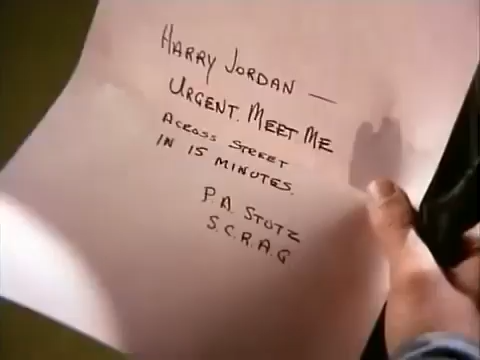 HARRY JORDAN —
URGENT. MEET ME
ACROSS STREET
IN 15 MINUTES.
P.A. STOTZ
S.C.R.A.G